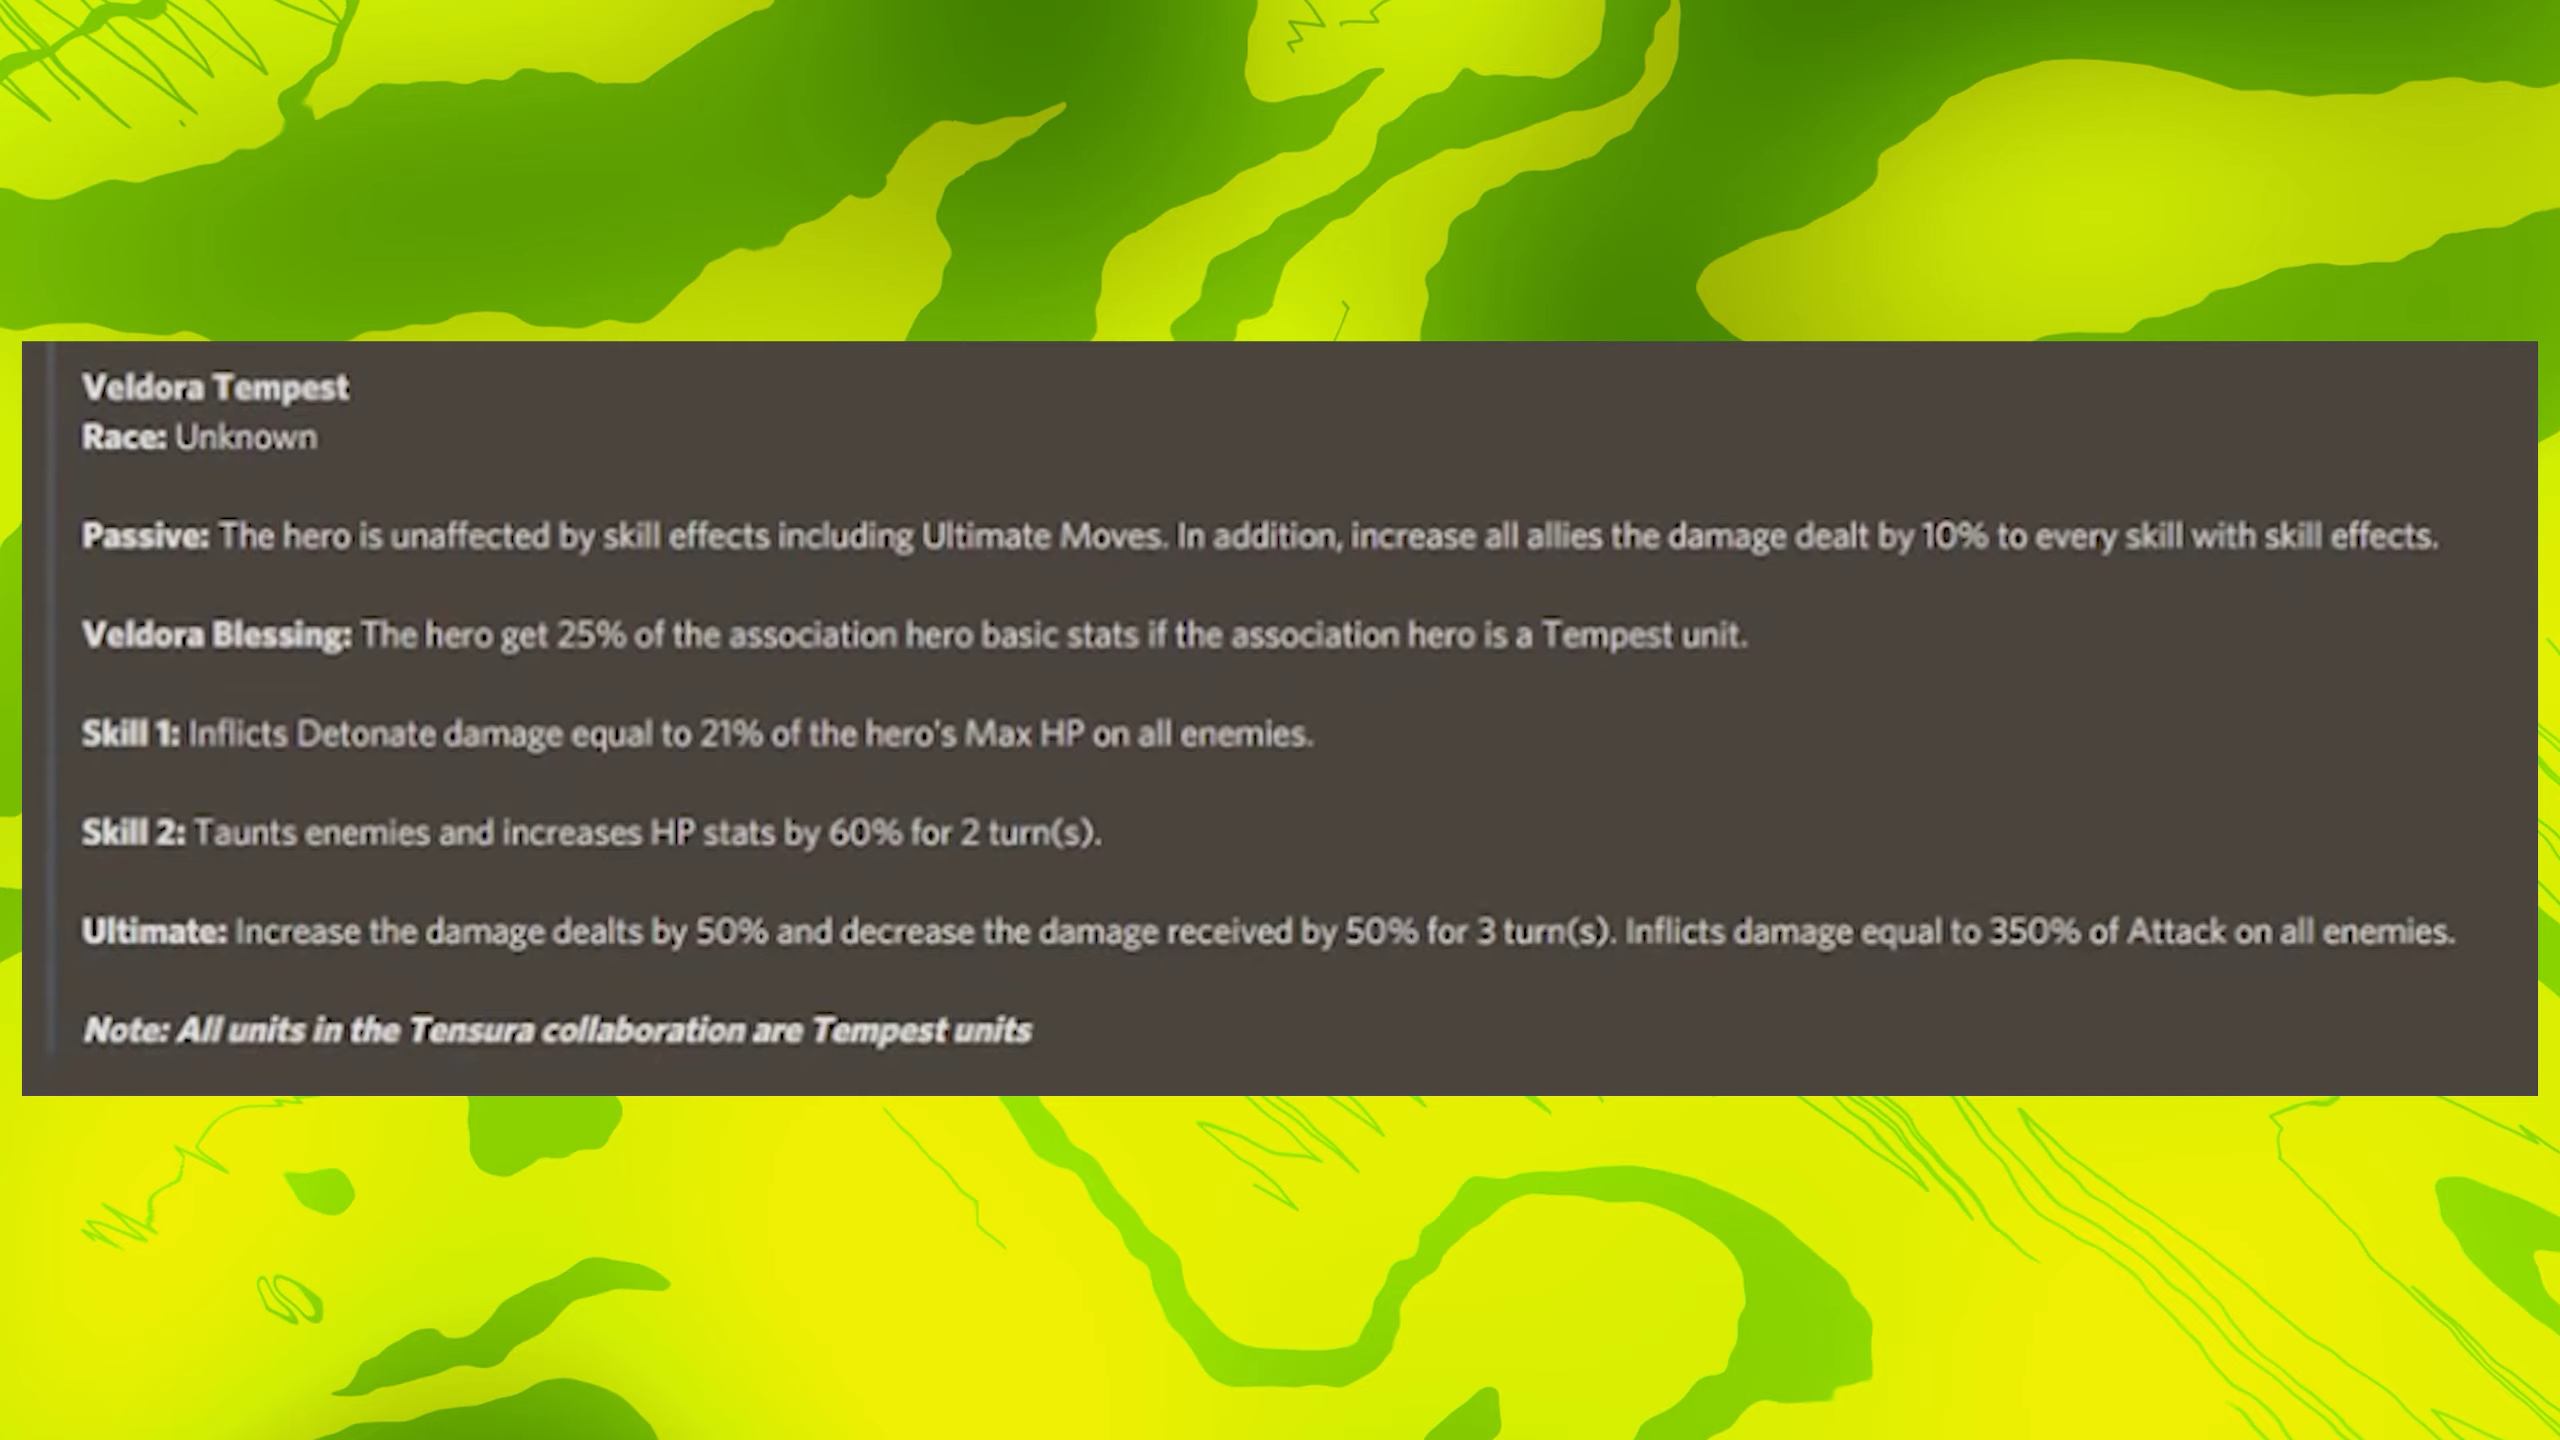 Veldora Tempest
Race: Unknown
Passive: The hero is unaffected by skill effects including Ultimate Moves. In addition, increase all allies the damage dealt by 10% to every skill with skill effects.
Veldora Blessing: The hero get 25% of the association hero basic stats if the association hero is a Tempest unit.
Skill 1: Inflicts Detonate damage equal to 21% of the hero's Max HP on all enemies.
Skill 2: Taunts enemies and increases HP stats by 60% for 2 turn(s).
Ultimate: Increase the damage dealts by 50% and decrease the damage received by 50% for 3 turn(s). Inflicts damage equal to 350% of Attack on all enemies.
Note: All units in the Tensura collaboration are Tempest units